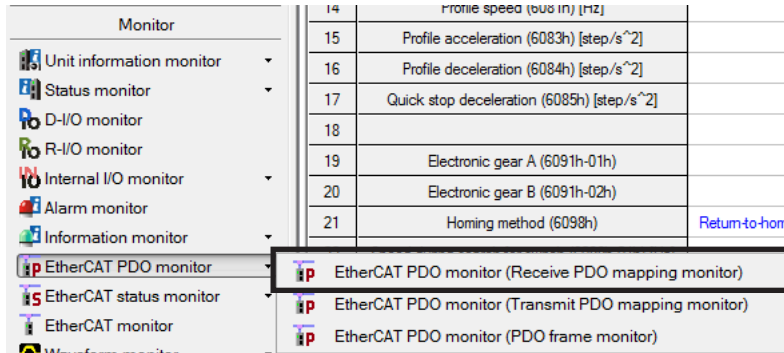 Monitor
Unit information monitor
Status monitor
D-I/O monitor
R-I/O monitor
Internal I/O monitor
Alarm monitor
Information monitor
EtherCAT PDO monitor
EtherCAT status monitor
EtherCAT monitor
Waveform monitor
14 Profile speed (6081h) [Hz]
15 Profile acceleration (6083h) [step/s^2]
16 Profile deceleration (6084h) [step/s^2]
17 Quick stop deceleration (6085h) [step/s^2]
18
19 Electronic gear A (6091h-01h)
20 Electronic gear B (6091h-02h)
21 Homing method (6098h) Return-to-hom
EtherCAT PDO monitor (Receive PDO mapping monitor)
EtherCAT PDO monitor (Transmit PDO mapping monitor)
EtherCAT PDO monitor (PDO frame monitor)